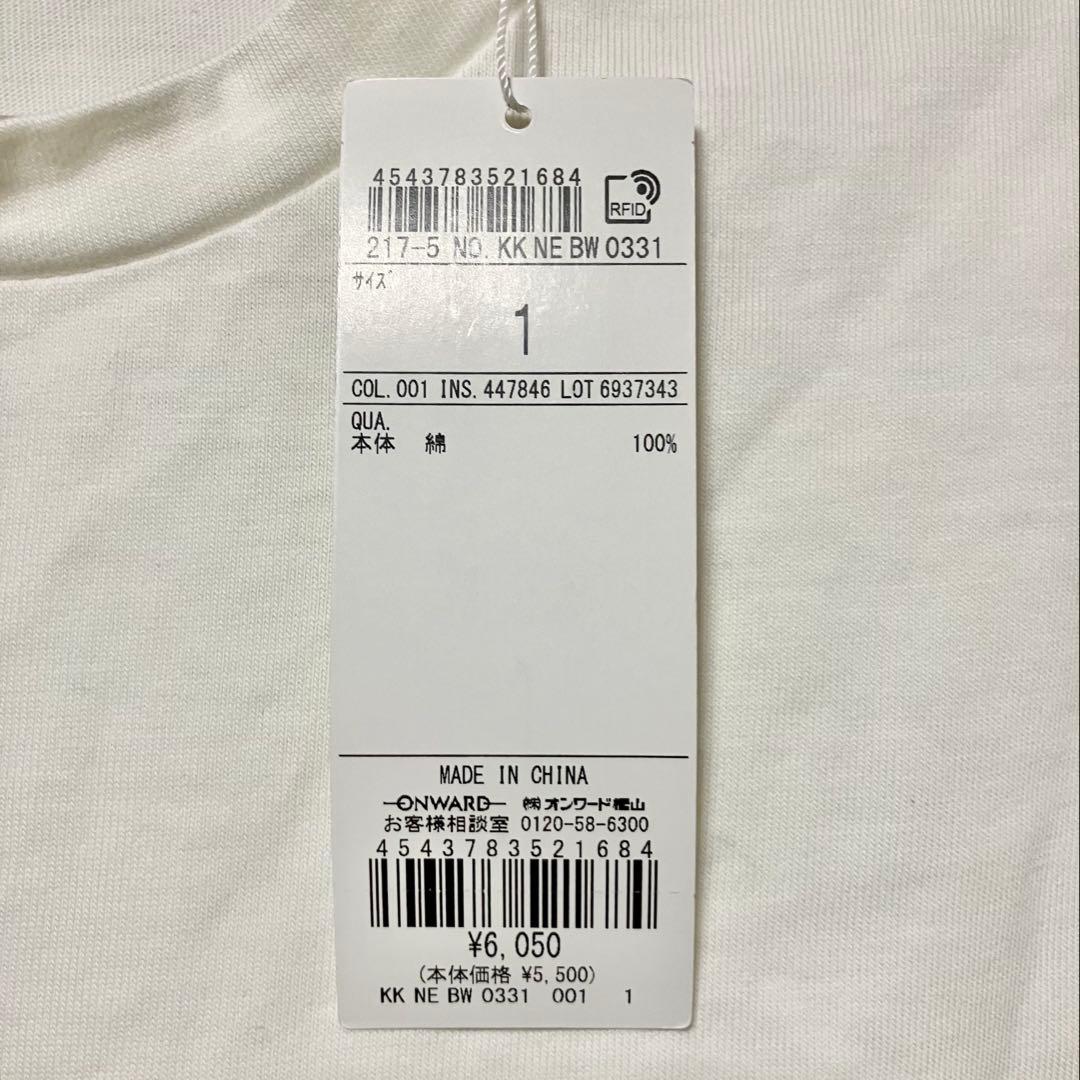 4543783521684
RFID
217-5 NO. KK NE BW 0331
サイズ
1
COL. 001 INS. 447846 LOT 6937343
QUA.
本体 綿 100%
MADE IN CHINA
ONWARD ㈱オンワード樫山
お客様相談室 0120-58-6300
4543783521684
¥6,050
(本体価格 ¥5,500)
KK NE BW 0331 001 1